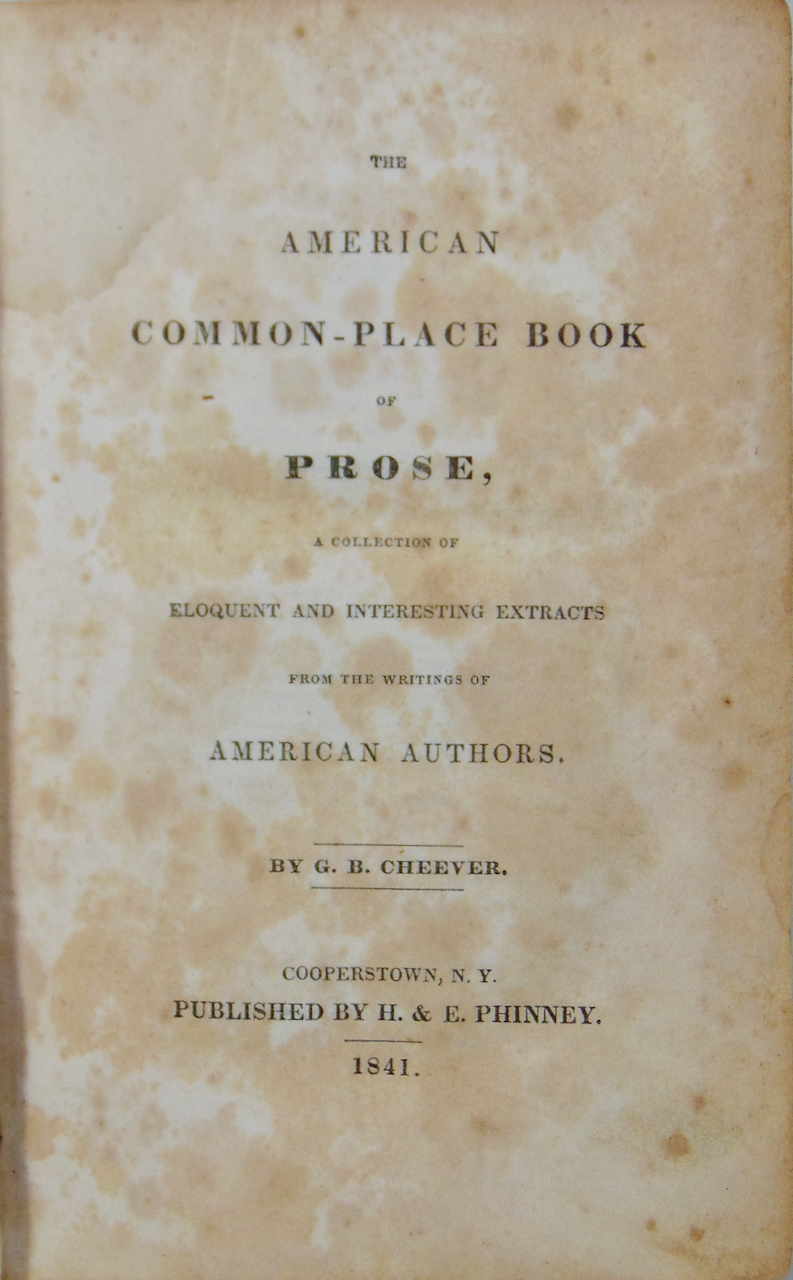 THE
AMERICAN
COMMON-PLACE BOOK
OF
PROSE,
A COLLECTION OF
ELOQUENT AND INTERESTING EXTRACTS
FROM THE WRITINGS OF
AMERICAN AUTHORS.
BY G. B. CHEEVER.
COOPERSTOWN, N. Y.
PUBLISHED BY H. & E. PHINNEY.
1841.